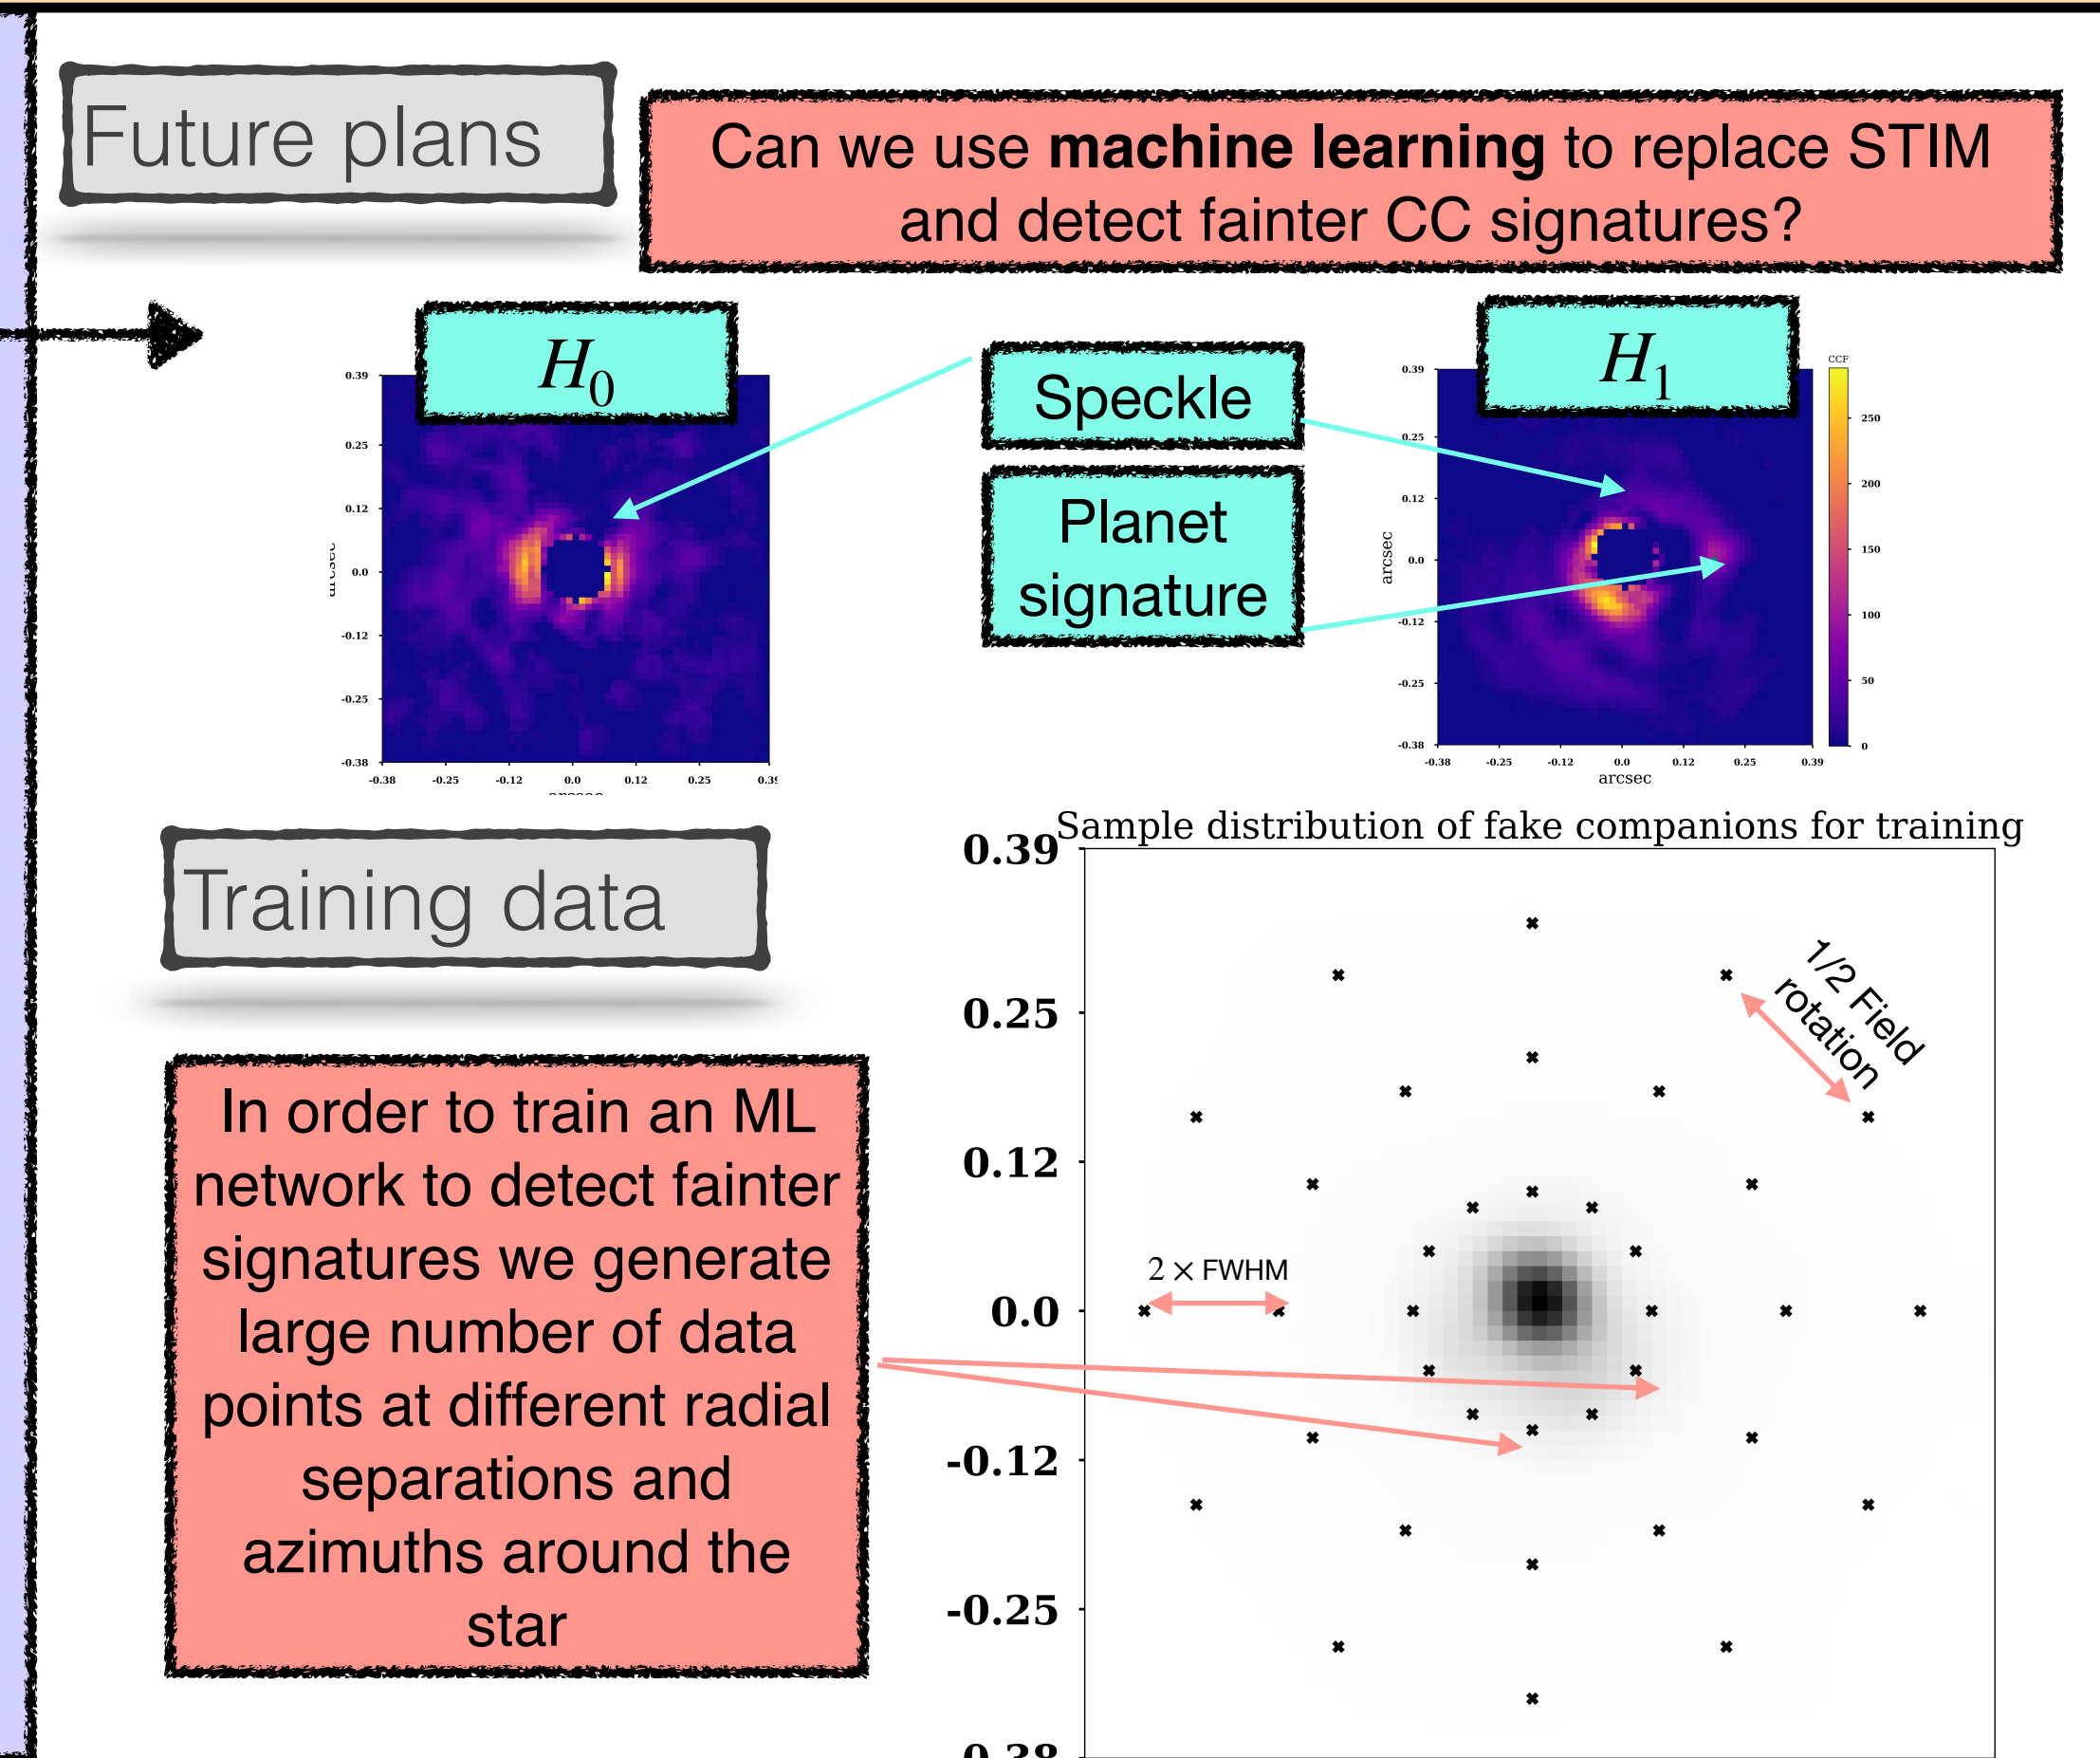 Future plans
Can we use machine learning to replace STIM
and detect fainter CC signatures?
H₀
0.39
0.25
0.12
0.0
-0.12
-0.25
-0.38
-0.38 -0.25 -0.12 0.0 0.12 0.25
Speckle
Planet
signature
H₁
CCF
0.39
0.25
0.12
0.0
-0.12
-0.25
-0.38
arcsec
-0.38 -0.25 -0.12 0.0 0.12 0.25 0.39
arcsec
250
200
150
100
50
0
Training data
In order to train an ML
network to detect fainter
signatures we generate
large number of data
points at different radial
separations and
azimuths around the
star
Sample distribution of fake companions for training
0.39
0.25
0.12
0.0
-0.12
-0.25
1/2 Field
rotation
2 × FWHM